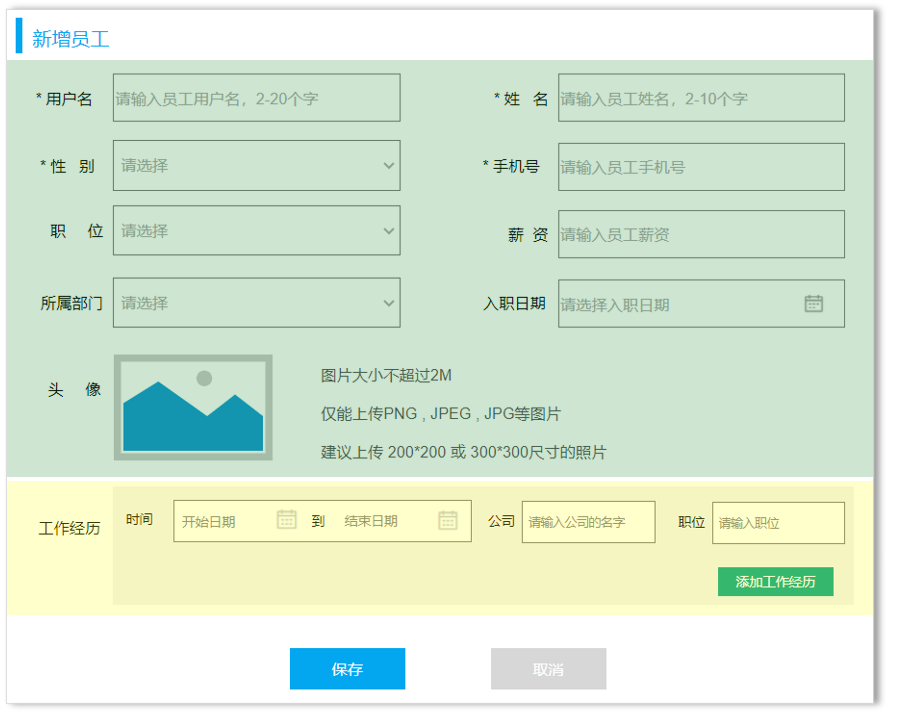 新增员工
* 用户名 请输入员工用户名，2-20个字 * 姓 名 请输入员工姓名，2-10个字
* 性 别 请选择 * 手机号 请输入员工手机号
职 位 请选择 薪 资 请输入员工薪资
所属部门 请选择 入职日期 请选择入职日期
头 像
图片大小不超过2M
仅能上传PNG , JPEG , JPG等图片
建议上传 200*200 或 300*300尺寸的照片
工作经历 时间 开始日期 到 结束日期 公司 请输入公司的名字 职位 请输入职位
添加工作经历
保存 取消